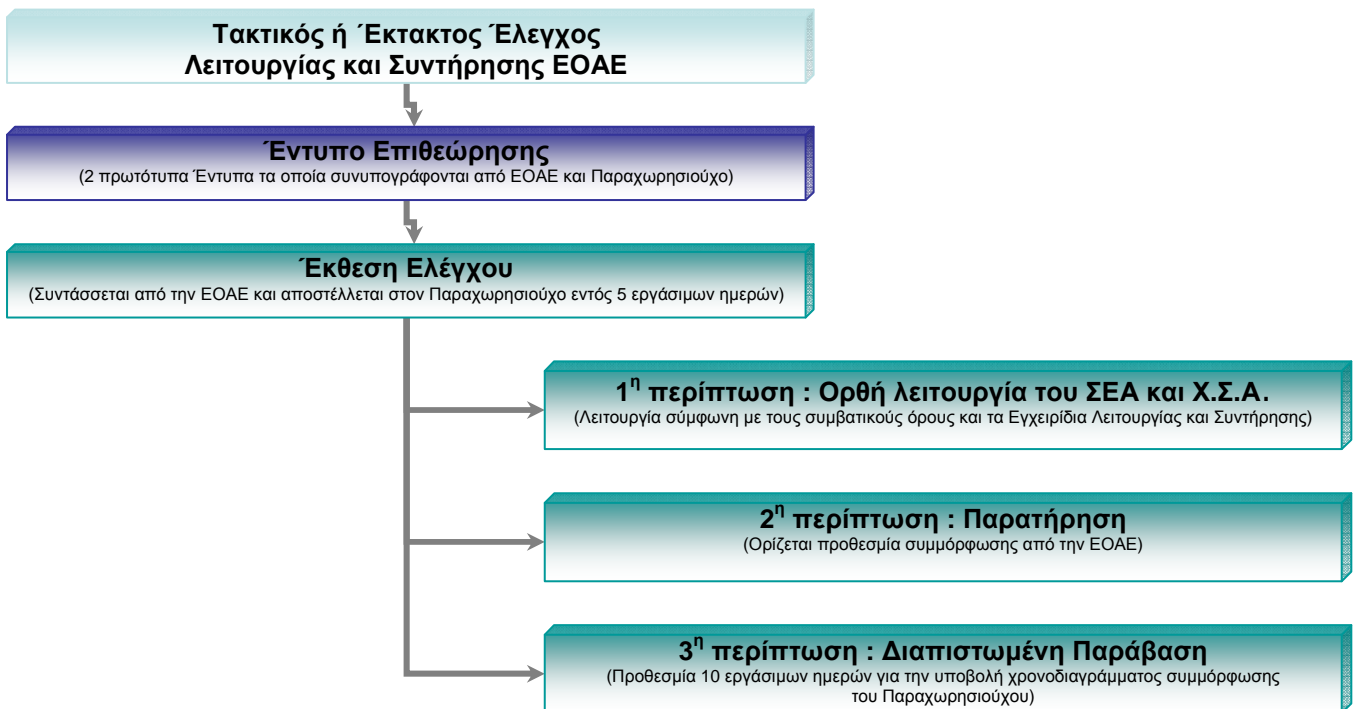 Τακτικός ή Έκτακτος Έλεγχος
Λειτουργίας και Συντήρησης ΕΟΑΕ
Έντυπο Επιθεώρησης
(2 πρωτότυπα Έντυπα τα οποία συνυπογράφονται από ΕΟΑΕ και Παραχωρησιούχο)
Έκθεση Ελέγχου
(Συντάσσεται από την ΕΟΑΕ και αποστέλλεται στον Παραχωρησιούχο εντός 5 εργάσιμων ημερών)
1η περίπτωση : Ορθή λειτουργία του ΣΕΑ και Χ.Σ.Α.
(Λειτουργία σύμφωνη με τους συμβατικούς όρους και τα Εγχειρίδια Λειτουργίας και Συντήρησης)
2η περίπτωση : Παρατήρηση
(Ορίζεται προθεσμία συμμόρφωσης από την ΕΟΑΕ)
3η περίπτωση : Διαπιστωμένη Παράβαση
(Προθεσμία 10 εργάσιμων ημερών για την υποβολή χρονοδιαγράμματος συμμόρφωσης
του Παραχωρησιούχου)